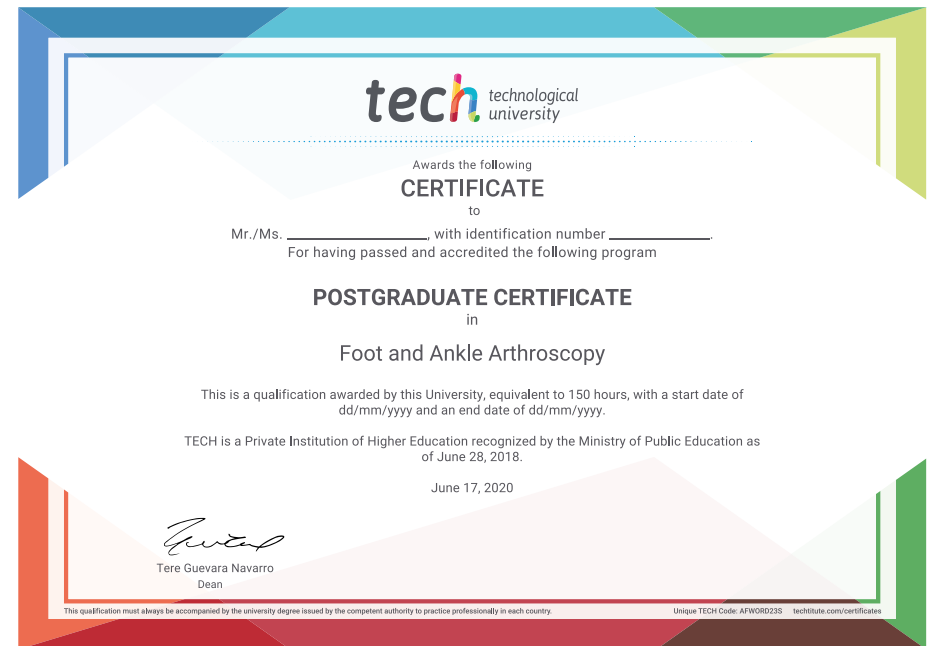 tech technological
university
Awards the following
CERTIFICATE
to
Mr./Ms. ____________________, with identification number ______________.
For having passed and accredited the following program
POSTGRADUATE CERTIFICATE
in
Foot and Ankle Arthroscopy
This is a qualification awarded by this University, equivalent to 150 hours, with a start date of
dd/mm/yyyy and an end date of dd/mm/yyyy.
TECH is a Private Institution of Higher Education recognized by the Ministry of Public Education as
of June 28, 2018.
June 17, 2020
Tere Guevara Navarro
Dean
This qualification must always be accompanied by the university degree issued by the competent authority to practice professionally in each country.
Unique TECH Code: AFWORD23S techtitute.com/certificates